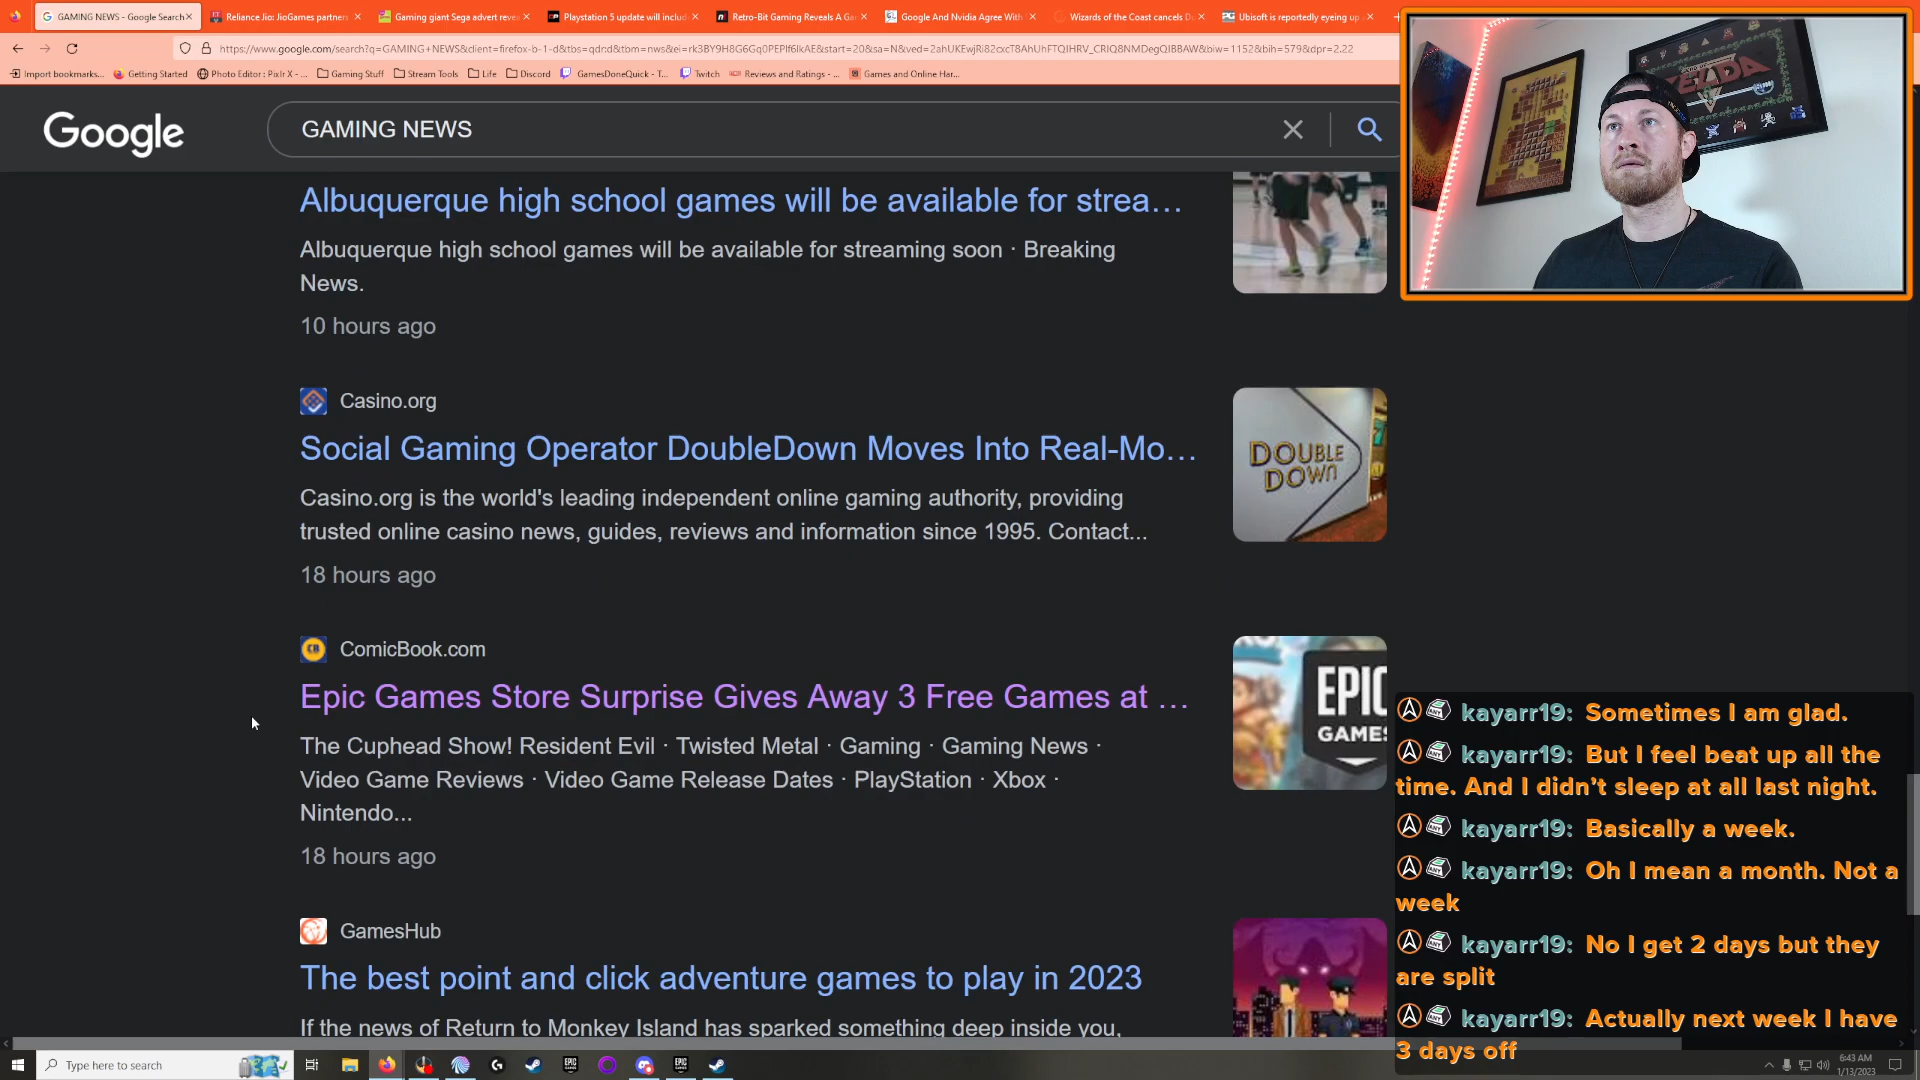 GAMING NEWS - Google Search
Reliance Jio: JioGames partners
Gaming giant Sega advert revea
Playstation 5 update will includ
Retro-Bit Gaming Reveals A Ga
Google And Nvidia Agree With
Wizards of the Coast cancels D
Ubisoft is reportedly eyeing up
Import bookmarks...
Getting Started
Photo Editor : Pixlr X - ...
Gaming Stuff
Stream Tools
Life
Discord
GamesDoneQuick - T...
Twitch
Reviews and Ratings - ...
Games and Online Har...
Google
GAMING NEWS
ZELDA
Albuquerque high school games will be available for strea...
Albuquerque high school games will be available for streaming soon · Breaking
News.
10 hours ago
Casino.org
Social Gaming Operator DoubleDown Moves Into Real-Mo...
Casino.org is the world's leading independent online gaming authority, providing
trusted online casino news, guides, reviews and information since 1995. Contact...
18 hours ago
DOUBLE
DOWN
ComicBook.com
Epic Games Store Surprise Gives Away 3 Free Games at ...
The Cuphead Show! Resident Evil · Twisted Metal · Gaming · Gaming News ·
Video Game Reviews · Video Game Release Dates · PlayStation · Xbox ·
Nintendo...
18 hours ago
EPIC
GAMES
GamesHub
The best point and click adventure games to play in 2023
If the news of Return to Monkey Island has sparked something deep inside you,
kayarr19: Sometimes I am glad.
kayarr19: But I feel beat up all the
time. And I didn't sleep at all last night.
kayarr19: Basically a week.
kayarr19: Oh I mean a month. Not a
week
kayarr19: No I get 2 days but they
are split
kayarr19: Actually next week I have
3 days off
Type here to search
6:43 AM
1/13/2023